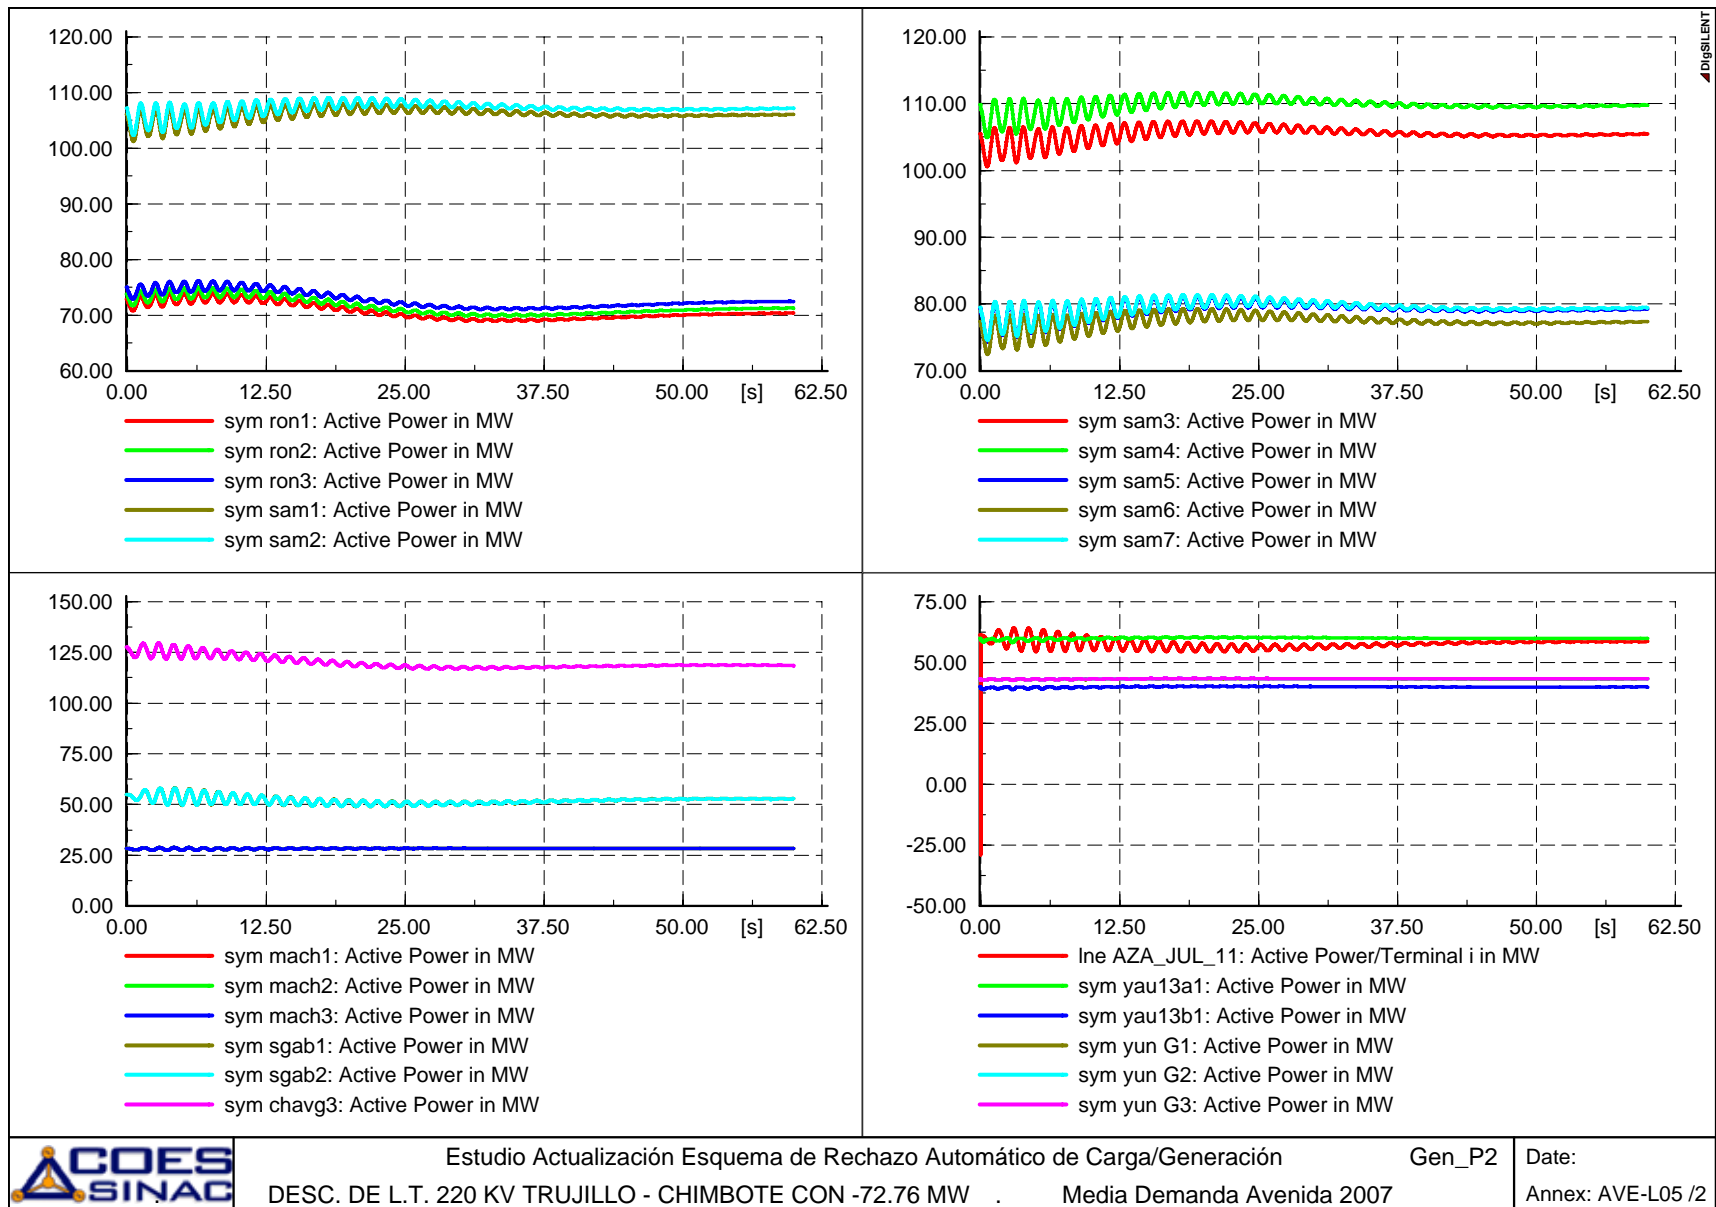 DIgSILENT
120.00
110.00
100.00
90.00
80.00
70.00
60.00
0.00 12.50 25.00 37.50 50.00 [s] 62.50
sym ron1: Active Power in MW
sym ron2: Active Power in MW
sym ron3: Active Power in MW
sym sam1: Active Power in MW
sym sam2: Active Power in MW
120.00
110.00
100.00
90.00
80.00
70.00
0.00 12.50 25.00 37.50 50.00 [s] 62.50
sym sam3: Active Power in MW
sym sam4: Active Power in MW
sym sam5: Active Power in MW
sym sam6: Active Power in MW
sym sam7: Active Power in MW
150.00
125.00
100.00
75.00
50.00
25.00
0.00
0.00 12.50 25.00 37.50 50.00 [s] 62.50
sym mach1: Active Power in MW
sym mach2: Active Power in MW
sym mach3: Active Power in MW
sym sgab1: Active Power in MW
sym sgab2: Active Power in MW
sym chavg3: Active Power in MW
75.00
50.00
25.00
0.00
-25.00
-50.00
0.00 12.50 25.00 37.50 50.00 [s] 62.50
lne AZA_JUL_11: Active Power/Terminal i in MW
sym yau13a1: Active Power in MW
sym yau13b1: Active Power in MW
sym yun G1: Active Power in MW
sym yun G2: Active Power in MW
sym yun G3: Active Power in MW
COES
SINAC
Estudio Actualización Esquema de Rechazo Automático de Carga/Generación Gen_P2
DESC. DE L.T. 220 KV TRUJILLO - CHIMBOTE CON -72.76 MW . Media Demanda Avenida 2007
Date:
Annex: AVE-L05 /2